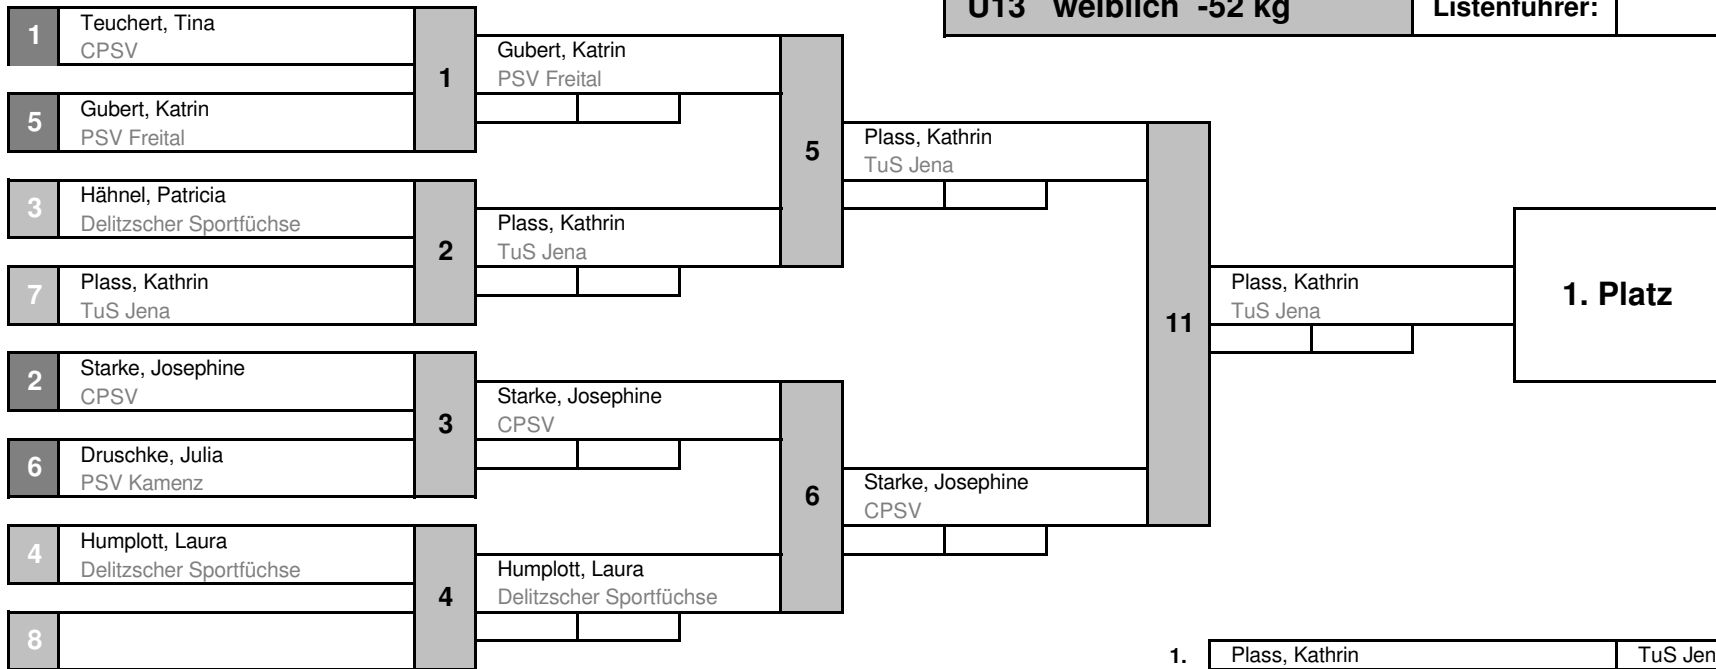 U13 weiblich -52 kg
Listenführer:
1
Teuchert, Tina
CPSV
5
Gubert, Katrin
PSV Freital
1
Gubert, Katrin
PSV Freital
3
Hähnel, Patricia
Delitzscher Sportfüchse
7
Plass, Kathrin
TuS Jena
2
Plass, Kathrin
TuS Jena
5
Plass, Kathrin
TuS Jena
2
Starke, Josephine
CPSV
6
Druschke, Julia
PSV Kamenz
3
Starke, Josephine
CPSV
4
Humplott, Laura
Delitzscher Sportfüchse
8
4
Humplott, Laura
Delitzscher Sportfüchse
6
Starke, Josephine
CPSV
11
Plass, Kathrin
TuS Jena
1. Platz
1. Plass, Kathrin TuS Jen